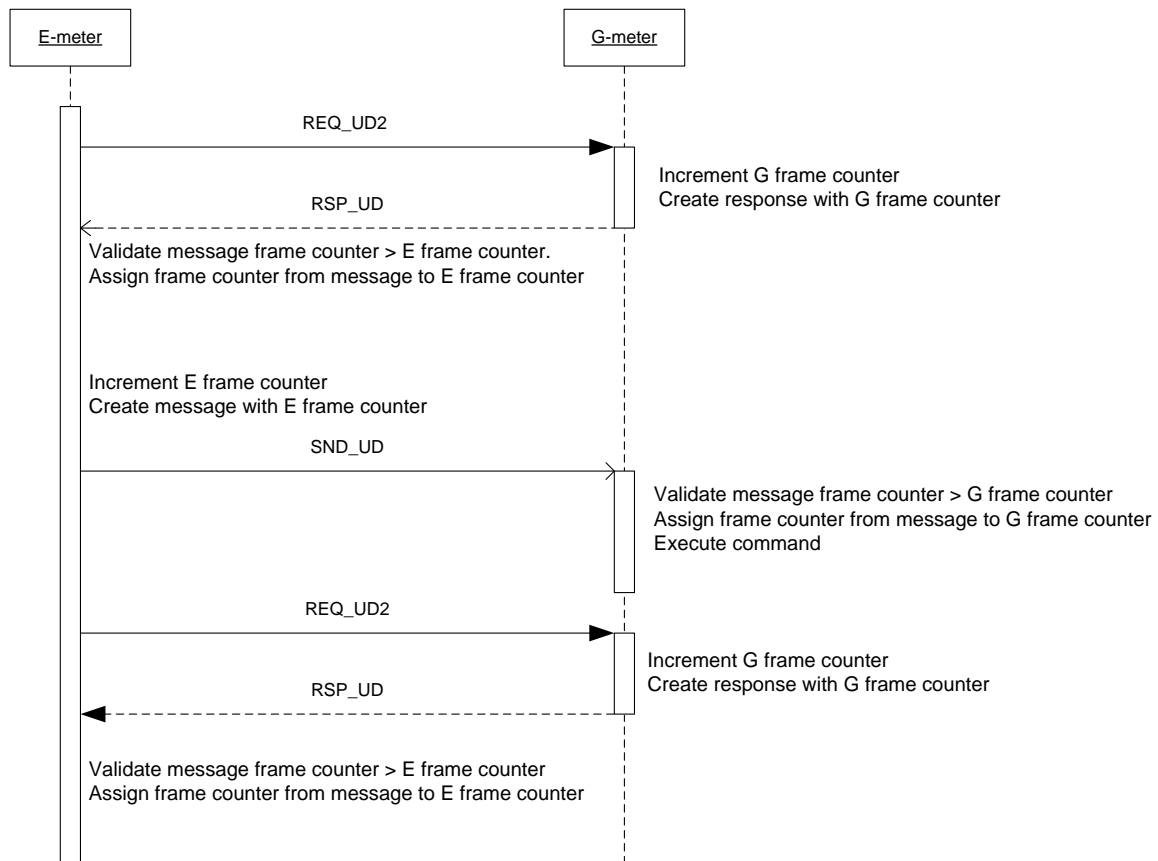 E-meter
G-meter
REQ_UD2
Increment G frame counter
Create response with G frame counter
RSP_UD
Validate message frame counter > E frame counter.
Assign frame counter from message to E frame counter
Increment E frame counter
Create message with E frame counter
SND_UD
Validate message frame counter > G frame counter
Assign frame counter from message to G frame counter
Execute command
REQ_UD2
Increment G frame counter
Create response with G frame counter
RSP_UD
Validate message frame counter > E frame counter
Assign frame counter from message to E frame counter